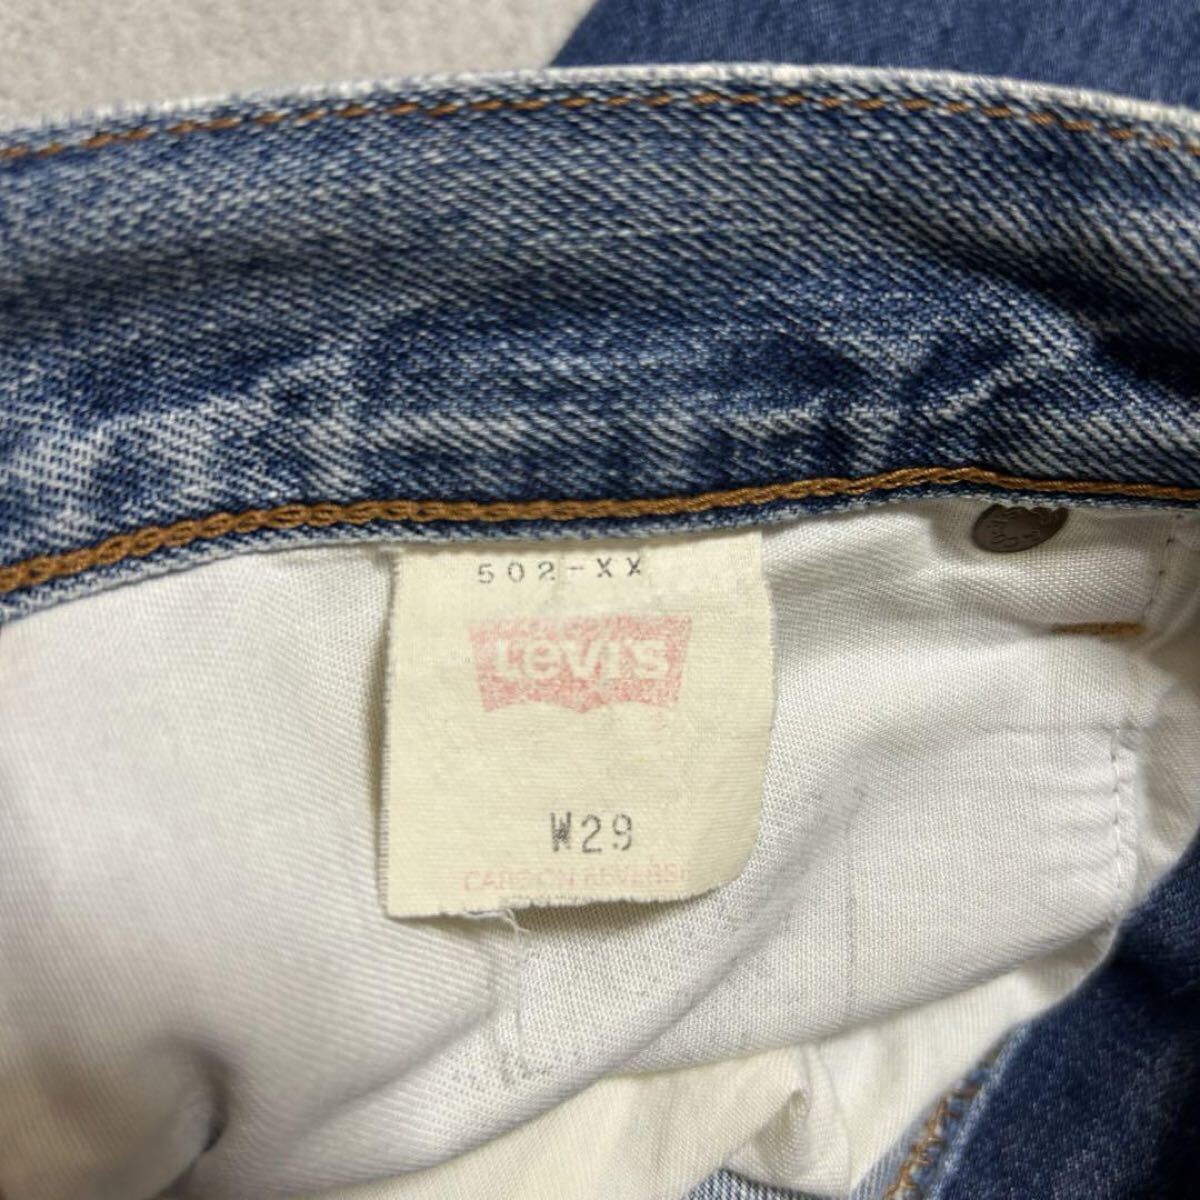 502-XX
Levi's
W29
CARE ON REVERSE